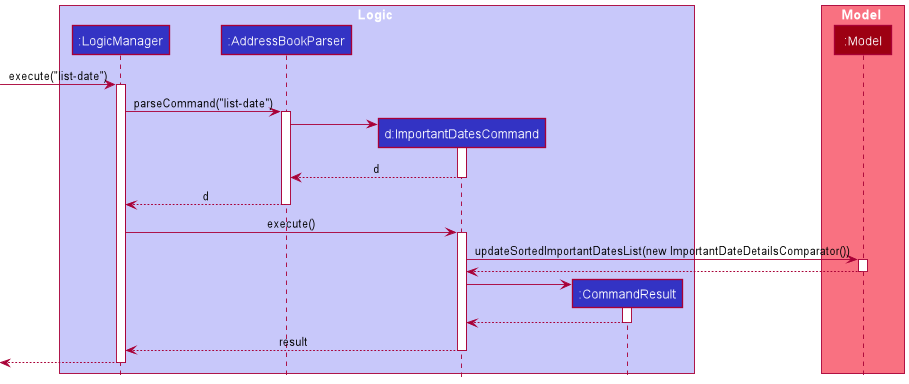 Logic
Model
:LogicManager
:AddressBookParser
:Model
execute("list-date")
parseCommand("list-date")
d:ImportantDatesCommand
d
d
execute()
updateSortedImportantDatesList(new ImportantDateDetailsComparator())
:CommandResult
result